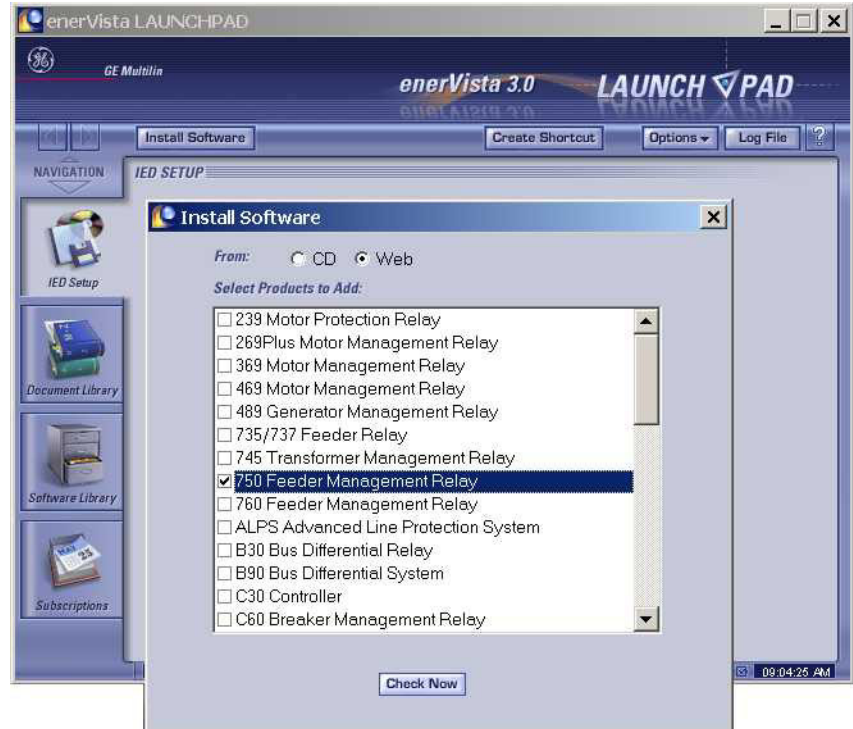 enerVista LAUNCHPAD
GE Multilin
enerVista 3.0 LAUNCH PAD
Install Software Create Shortcut Options Log File ?
NAVIGATION IED SETUP
Install Software
From: CD Web
Select Products to Add:
239 Motor Protection Relay
269Plus Motor Management Relay
369 Motor Management Relay
469 Motor Management Relay
489 Generator Management Relay
735/737 Feeder Relay
745 Transformer Management Relay
750 Feeder Management Relay
760 Feeder Management Relay
ALPS Advanced Line Protection System
B30 Bus Differential Relay
B90 Bus Differential System
C30 Controller
C60 Breaker Management Relay
Check Now
IED Setup
Document Library
Software Library
MAY 25
Subscriptions
09:04:25 AM